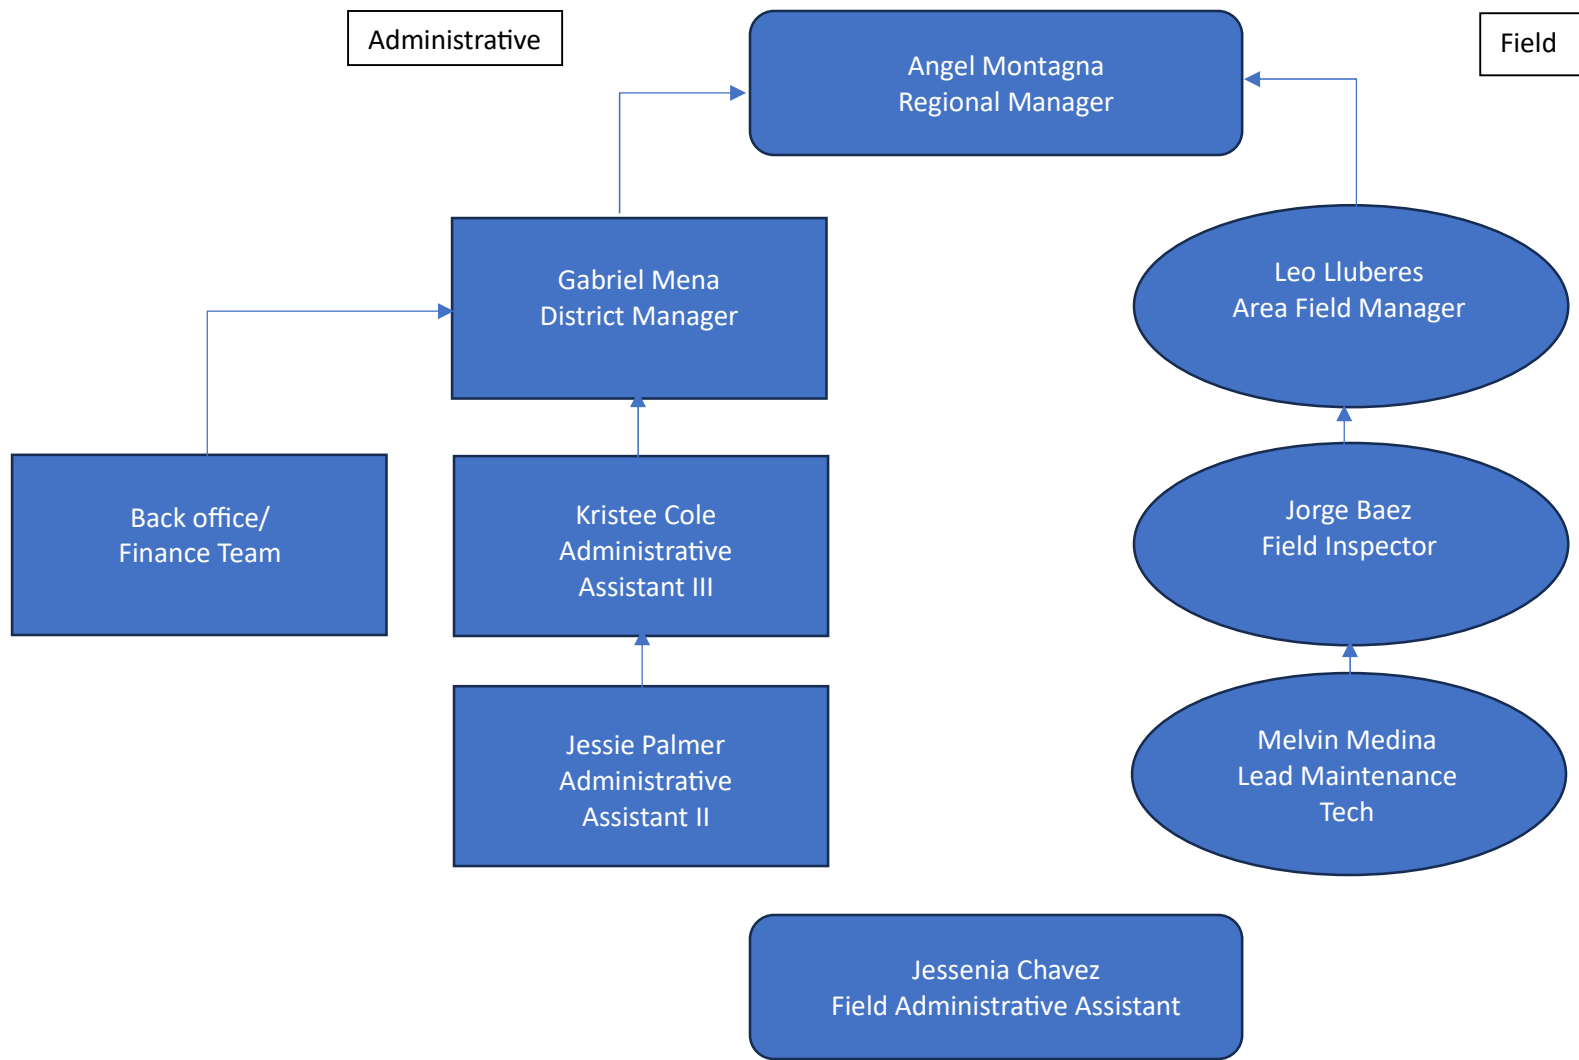 Administrative
Angel Montagna
Regional Manager
Field
Gabriel Mena
District Manager
Leo Lluberes
Area Field Manager
Back office/
Finance Team
Kristee Cole
Administrative
Assistant III
Jorge Baez
Field Inspector
Jessie Palmer
Administrative
Assistant II
Melvin Medina
Lead Maintenance
Tech
Jessenia Chavez
Field Administrative Assistant